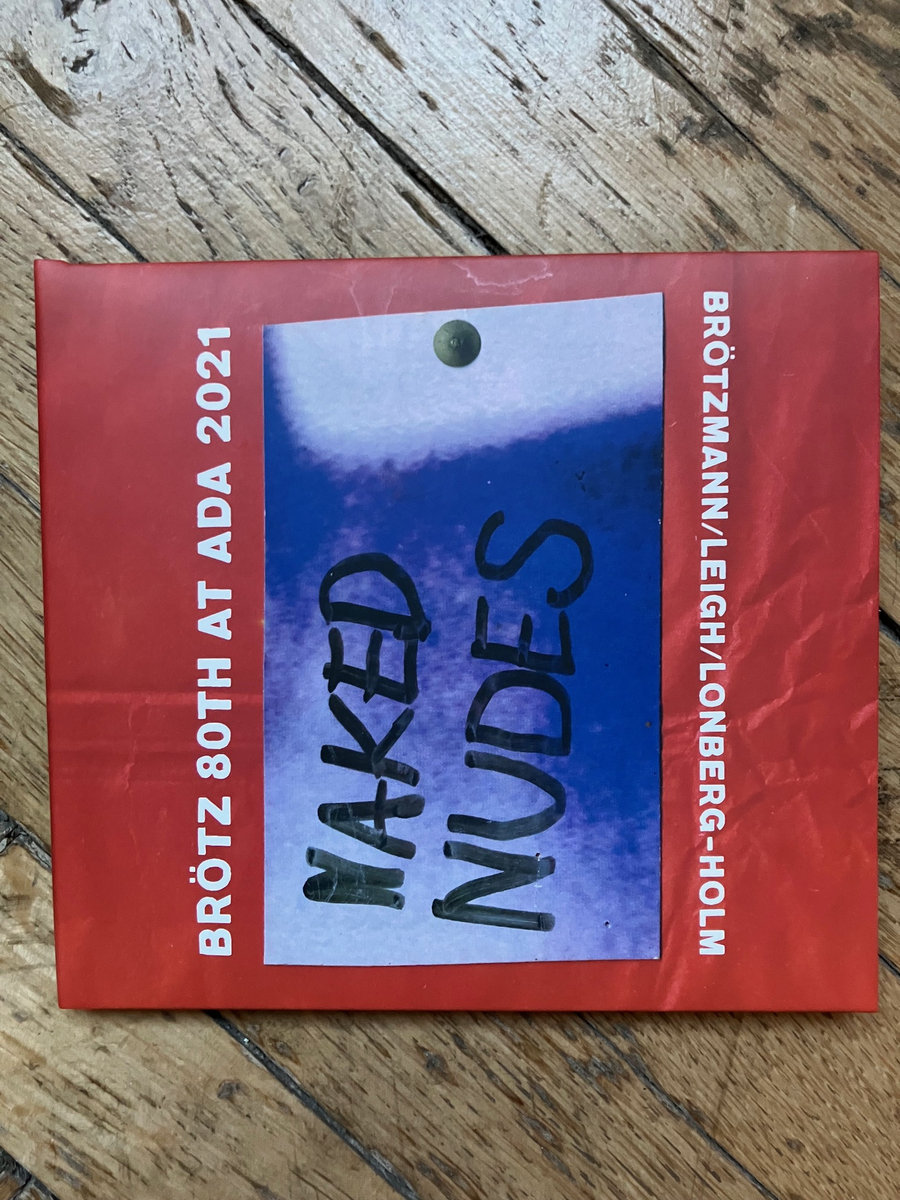 BRÖTZ 80TH AT ADA 2021
NAKED
NUDES
BRÖTZMANN/LEIGH/LONBERG-HOLM